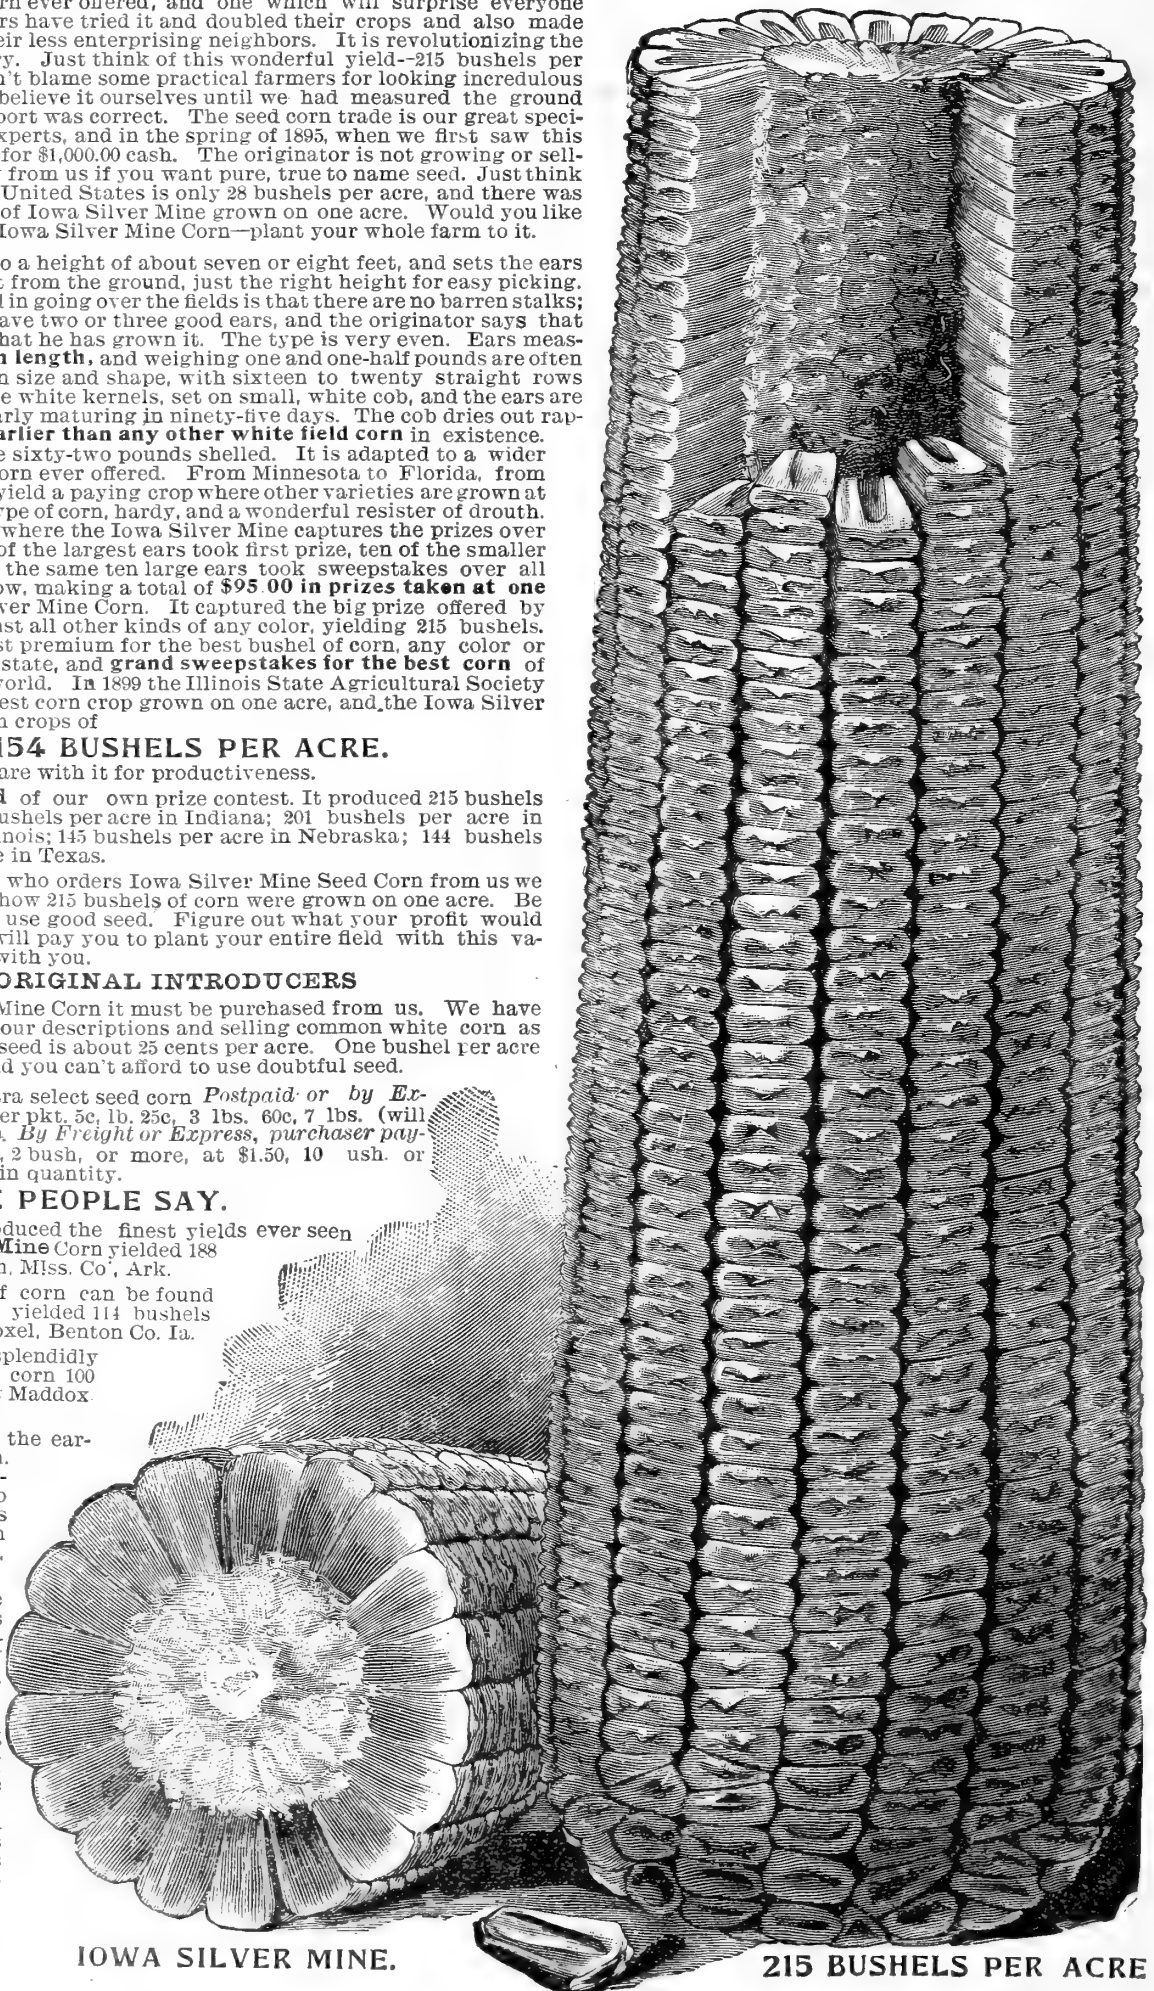 ever offered, and one which will surprise everyone
rs have tried it and doubled their crops and also made
eir less enterprising neighbors. It is revolutionizing the
y. Just think of this wonderful yield--215 bushels per
n't blame some practical farmers for looking incredulous
believe it ourselves until we had measured the ground
port was correct. The seed corn trade is our great speci-
xperts, and in the spring of 1895, when we first saw this
for $1,000.00 cash. The originator is not growing or sell-
from us if you want pure, true to name seed. Just think
United States is only 28 bushels per acre, and there was
of Iowa Silver Mine grown on one acre. Would you like
Iowa Silver Mine Corn—plant your whole farm to it.
o a height of about seven or eight feet, and sets the ears
t from the ground, just the right height for easy picking.
l in going over the fields is that there are no barren stalks;
ave two or three good ears, and the originator says that
hat he has grown it. The type is very even. Ears meas-
n length, and weighing one and one-half pounds are often
n size and shape, with sixteen to twenty straight rows
e white kernels, set on small, white cob, and the ears are
arly maturing in ninety-five days. The cob dries out rap-
arlier than any other white field corn in existence.
e sixty-two pounds shelled. It is adapted to a wider
orn ever offered. From Minnesota to Florida, from
yield a paying crop where other varieties are grown at
ype of corn, hardy, and a wonderful resister of drouth.
where the Iowa Silver Mine captures the prizes over
of the largest ears took first prize, ten of the smaller
the same ten large ears took sweepstakes over all
ow, making a total of $95.00 in prizes taken at one
ver Mine Corn. It captured the big prize offered by
st all other kinds of any color, yielding 215 bushels.
st premium for the best bushel of corn, any color or
state, and grand sweepstakes for the best corn of
orld. In 1899 the Illinois State Agricultural Society
est corn crop grown on one acre, and the Iowa Silver
n crops of
154 BUSHELS PER ACRE.
are with it for productiveness.
d of our own prize contest. It produced 215 bushels
ushels per acre in Indiana; 201 bushels per acre in
inois; 145 bushels per acre in Nebraska; 144 bushels
e in Texas.
who orders Iowa Silver Mine Seed Corn from us we
how 215 bushels of corn were grown on one acre. Be
use good seed. Figure out what your profit would
will pay you to plant your entire field with this va-
with you.
ORIGINAL INTRODUCERS
Mine Corn it must be purchased from us. We have
our descriptions and selling common white corn as
seed is about 25 cents per acre. One bushel per acre
d you can't afford to use doubtful seed.
ra select seed corn Postpaid or by Ex-
er pkt. 5c, lb. 25c, 3 lbs. 60c, 7 lbs. (will
. By Freight or Express, purchaser pay-
, 2 bush, or more, at $1.50, 10 ush. or
in quantity.
E PEOPLE SAY.
oduced the finest yields ever seen
Mine Corn yielded 188
n, Miss. Co', Ark.
f corn can be found
yielded 114 bushels
oxel, Benton Co. Ia.
splendidly
corn 100
Maddox
the ear-
IOWA SILVER MINE.
215 BUSHELS PER ACRE